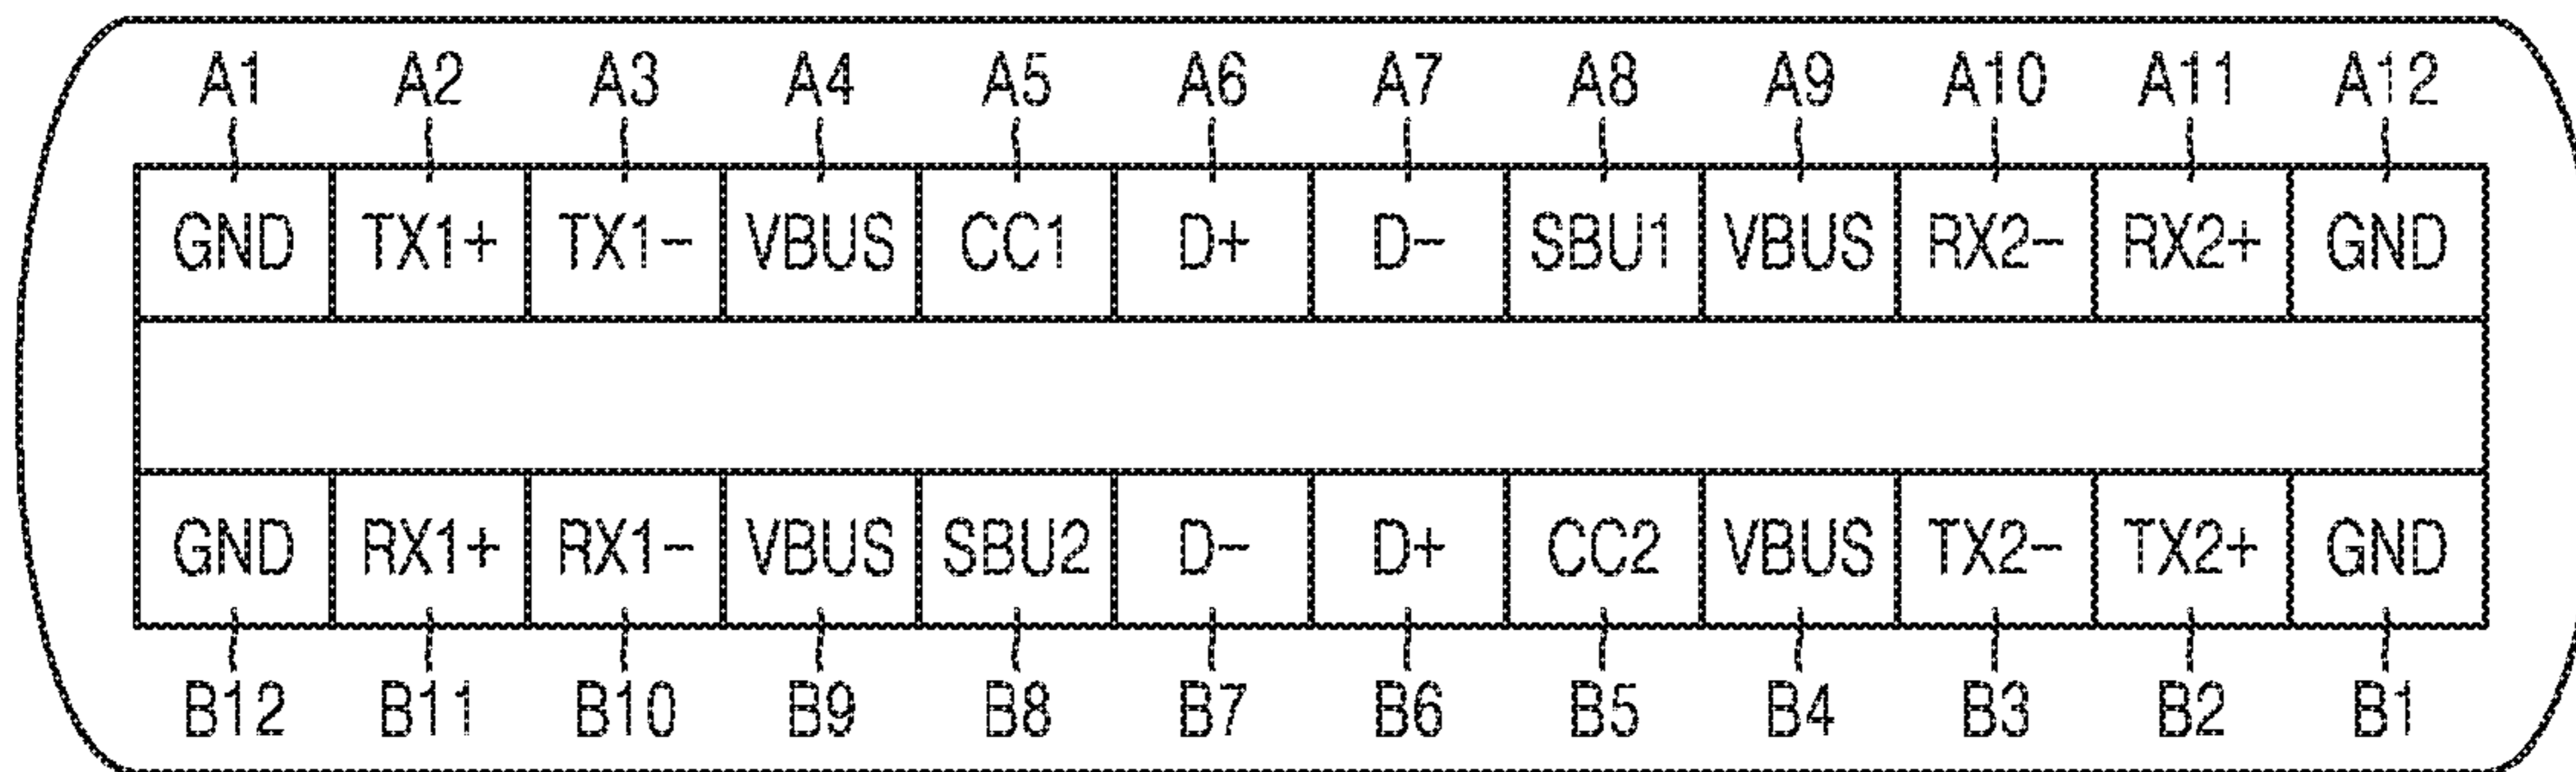 A1 A2 A3 A4 A5 A6 A7 A8 A9 A10 A11 A12
GND TX1+ TX1- VBUS CC1 D+ D- SBU1 VBUS RX2- RX2+ GND
GND RX1+ RX1- VBUS SBU2 D- D+ CC2 VBUS TX2- TX2+ GND
B12 B11 B10 B9 B8 B7 B6 B5 B4 B3 B2 B1